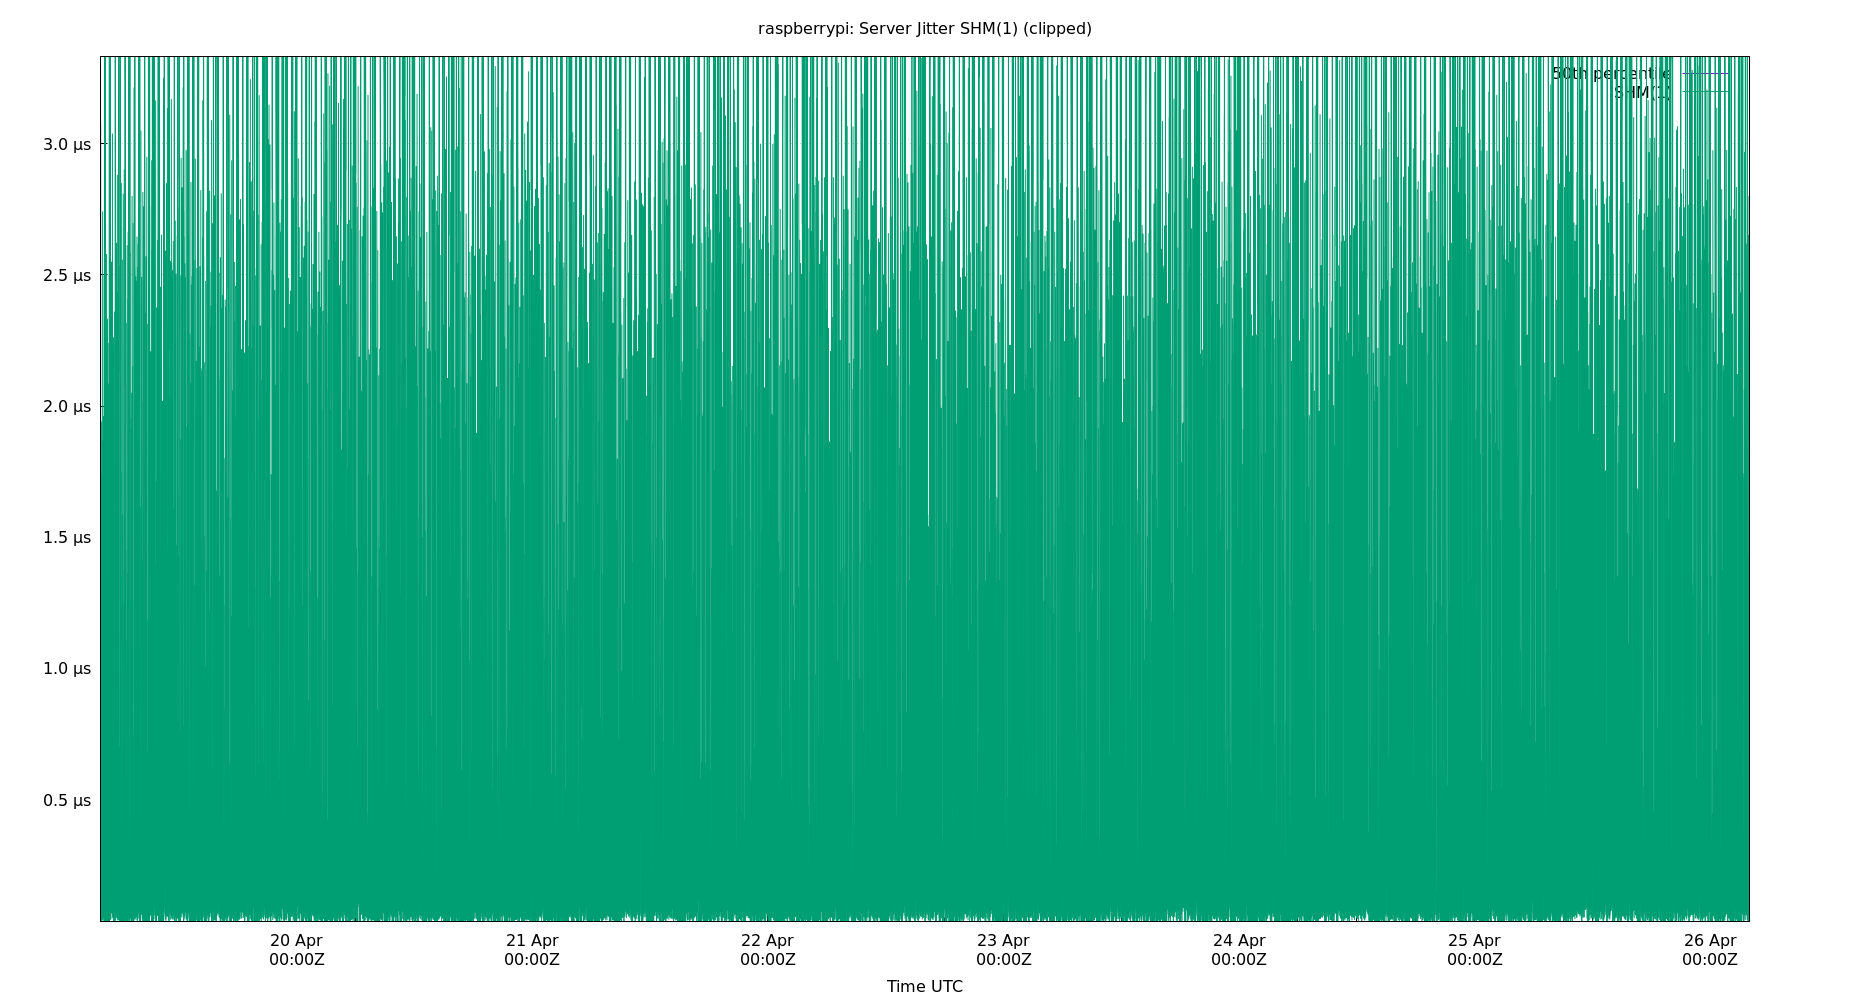 raspberrypi: Server Jitter SHM(1) (clipped)
50th percentile
SHM(1)
3.0 µs
2.5 µs
2.0 µs
1.5 µs
1.0 µs
0.5 µs
20 Apr 21 Apr 22 Apr 23 Apr 24 Apr 25 Apr 26 Apr
00:00Z 00:00Z 00:00Z 00:00Z 00:00Z 00:00Z 00:00Z
Time UTC